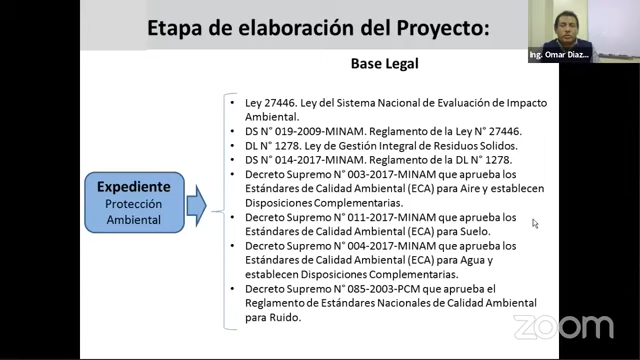 Etapa de elaboración del Proyecto:
Ing. Omar Diaz...
Base Legal
Expediente
Protección
Ambiental
• Ley 27446. Ley del Sistema Nacional de Evaluación de Impacto
Ambiental.
• DS N° 019-2009-MINAM. Reglamento de la Ley N° 27446.
• DL N° 1278. Ley de Gestión Integral de Residuos Solidos.
• DS N° 014-2017-MINAM. Reglamento de la DL N° 1278.
• Decreto Supremo N° 003-2017-MINAM que aprueba los
Estándares de Calidad Ambiental (ECA) para Aire y establecen
Disposiciones Complementarias.
• Decreto Supremo N° 011-2017-MINAM que aprueba los
Estándares de Calidad Ambiental (ECA) para Suelo.
• Decreto Supremo N° 004-2017-MINAM que aprueba los
Estándares de Calidad Ambiental (ECA) para Agua y
establecen Disposiciones Complementarias.
• Decreto Supremo N° 085-2003-PCM que aprueba el
Reglamento de Estándares Nacionales de Calidad Ambiental
para Ruido.
zoom